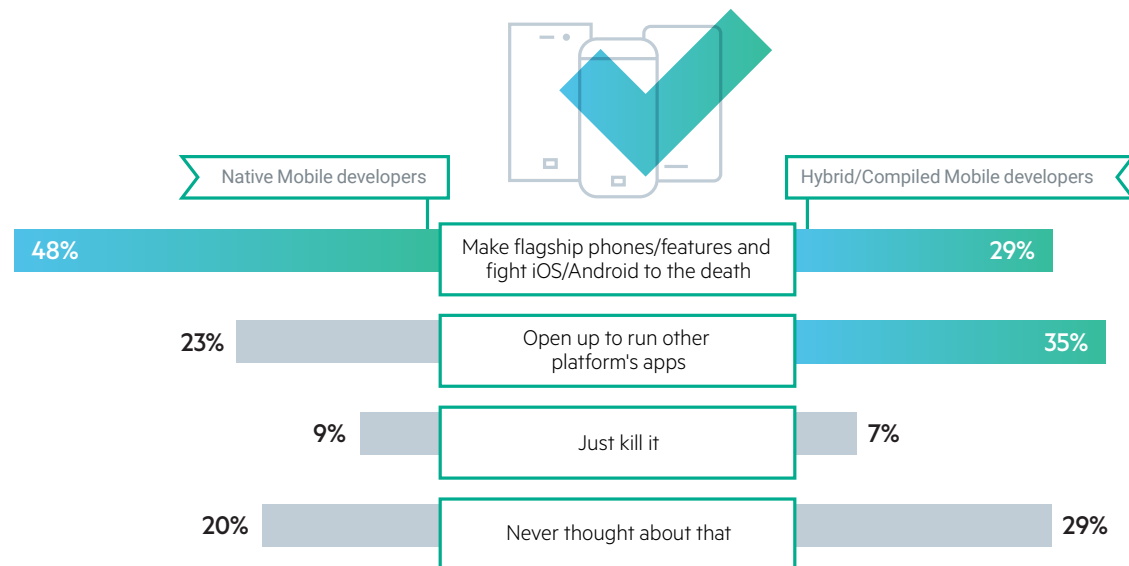 Native Mobile developers
Hybrid/Compiled Mobile developers
48%
Make flagship phones/features and
fight iOS/Android to the death
29%
23%
Open up to run other
platform's apps
35%
9%
Just kill it
7%
20%
Never thought about that
29%